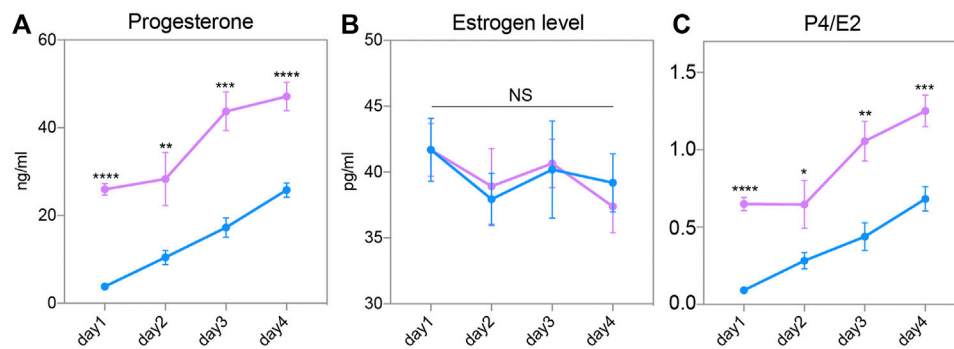 A
Progesterone
60
40
20
0
ng/ml
****
**
***
****
day1
day2
day3
day4
B
Estrogen level
50
45
40
35
30
pg/ml
NS
day1
day2
day3
day4
C
P4/E2
1.5
1.0
0.5
0.0
****
*
**
***
day1
day2
day3
day4